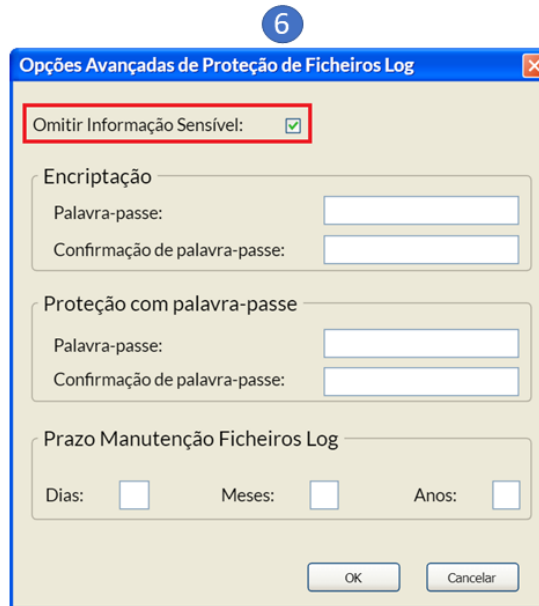 6
Opções Avançadas de Proteção de Ficheiros Log
Omitir Informação Sensível:
Encriptação
Palavra-passe:
Confirmação de palavra-passe:
Proteção com palavra-passe
Palavra-passe:
Confirmação de palavra-passe:
Prazo Manutenção Ficheiros Log
Dias: Meses: Anos:
OK Cancelar